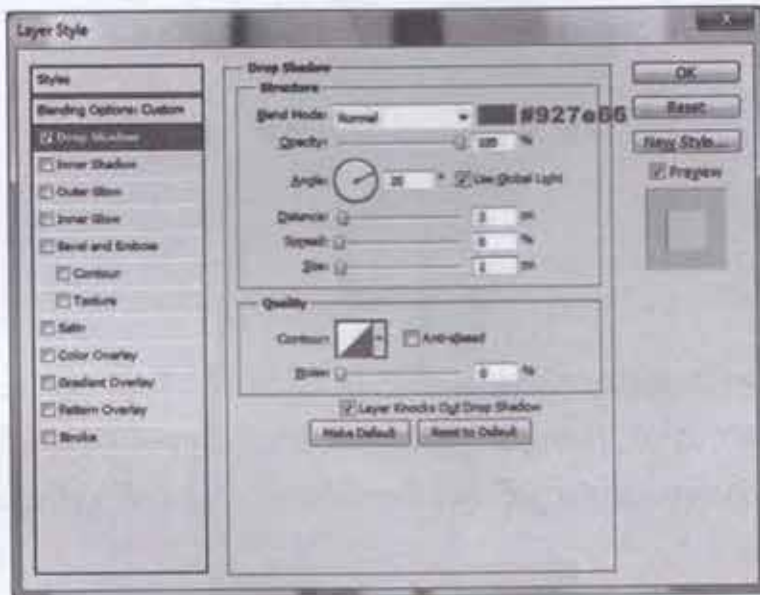 Layer Style
Styles
Blending Options: Custom
Drop Shadow
Inner Shadow
Outer Glow
Inner Glow
Bevel and Emboss
Contour
Texture
Satin
Color Overlay
Gradient Overlay
Pattern Overlay
Stroke
Drop Shadow
Structure
Blend Mode: Normal #927e66
Opacity: 100 %
Angle: °
Use Global Light
Distance: px
Spread: 0 %
Size: px
Quality
Contour: Anti-aliased
Noise: 0 %
Layer Knocks Out Drop Shadow
Make Default Reset to Default
OK
Reset
New Style...
Preview